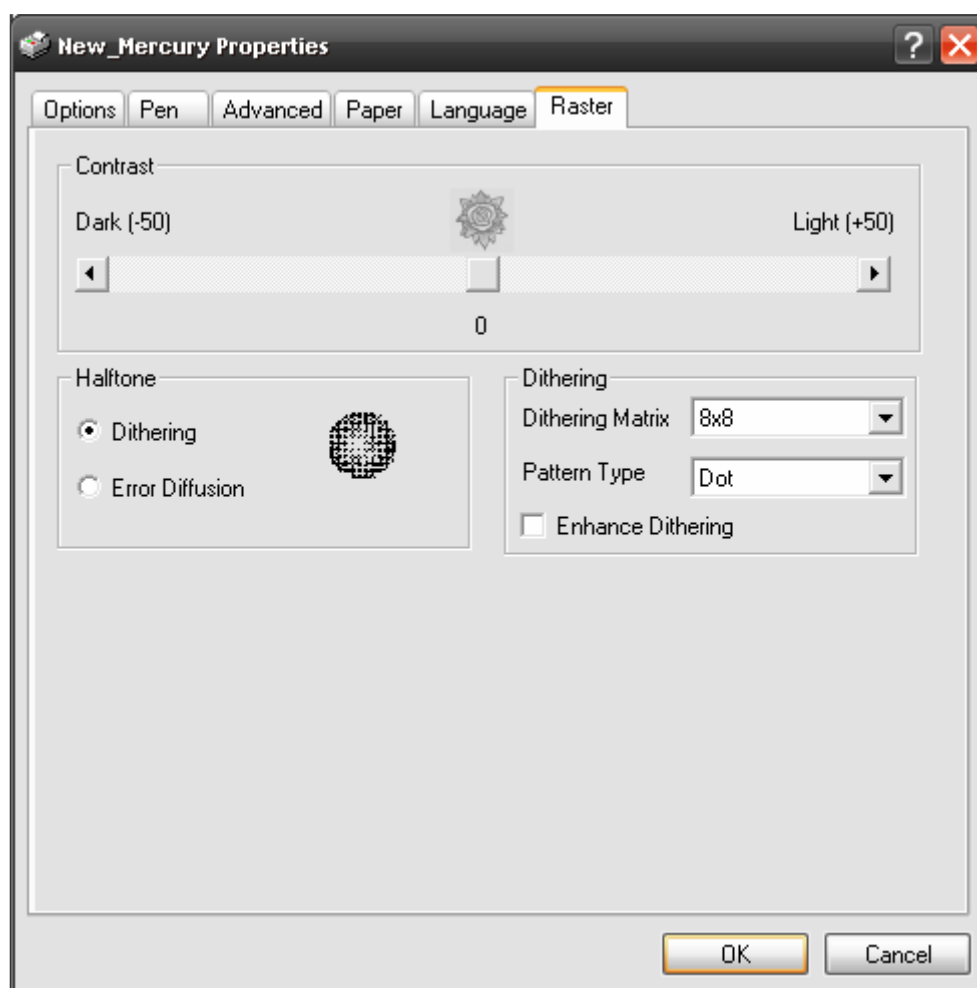 New_Mercury Properties
Options Pen Advanced Paper Language Raster
Contrast
Dark (-50) Light (+50)
0
Halftone
Dithering
Error Diffusion
Dithering
Dithering Matrix 8x8
Pattern Type Dot
Enhance Dithering
OK Cancel